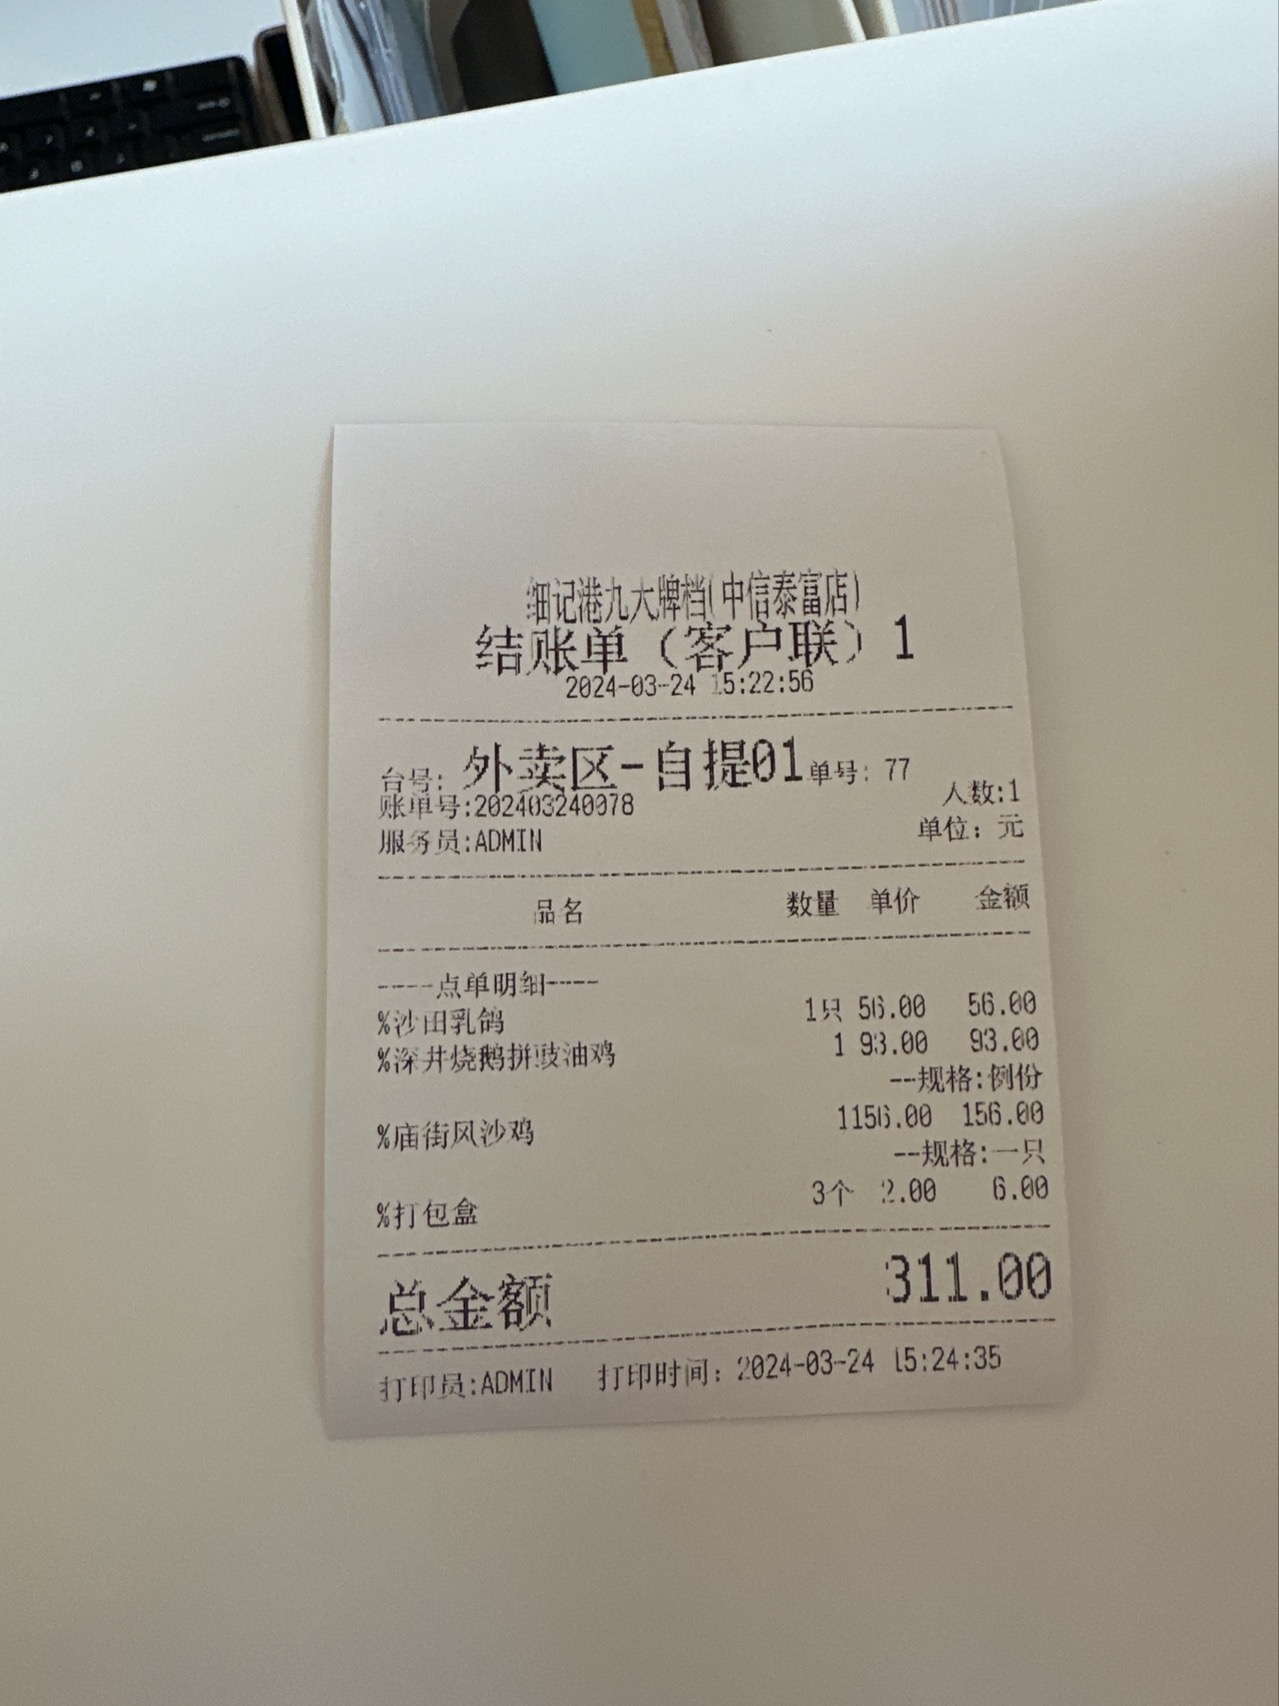 细记港九大牌档(中信泰富店)
结账单（客户联）1
2024-03-24 15:22:56
台号: 外卖区-自提01 单号: 77
账单号:202403240078 人数:1
服务员:ADMIN 单位: 元
品名 数量 单价 金额
----点单明细----
%沙田乳鸽 1只 56.00 56.00
%深井烧鹅拼豉油鸡 1 93.00 93.00
--规格:例份
%庙街风沙鸡 1156.00 156.00
--规格:一只
%打包盒 3个 2.00 6.00
总金额 311.00
打印员:ADMIN 打印时间: 2024-03-24 15:24:35